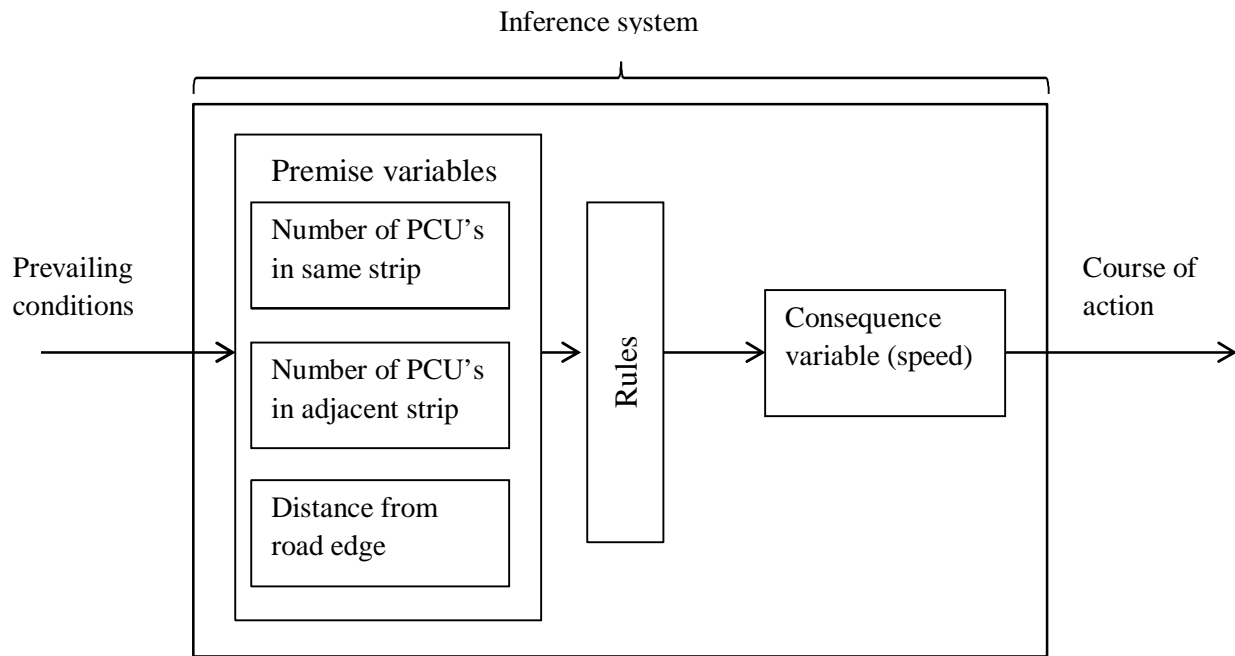 Inference system
Prevailing
conditions
Premise variables
Number of PCU’s
in same strip
Number of PCU’s
in adjacent strip
Distance from
road edge
Rules
Consequence
variable (speed)
Course of
action